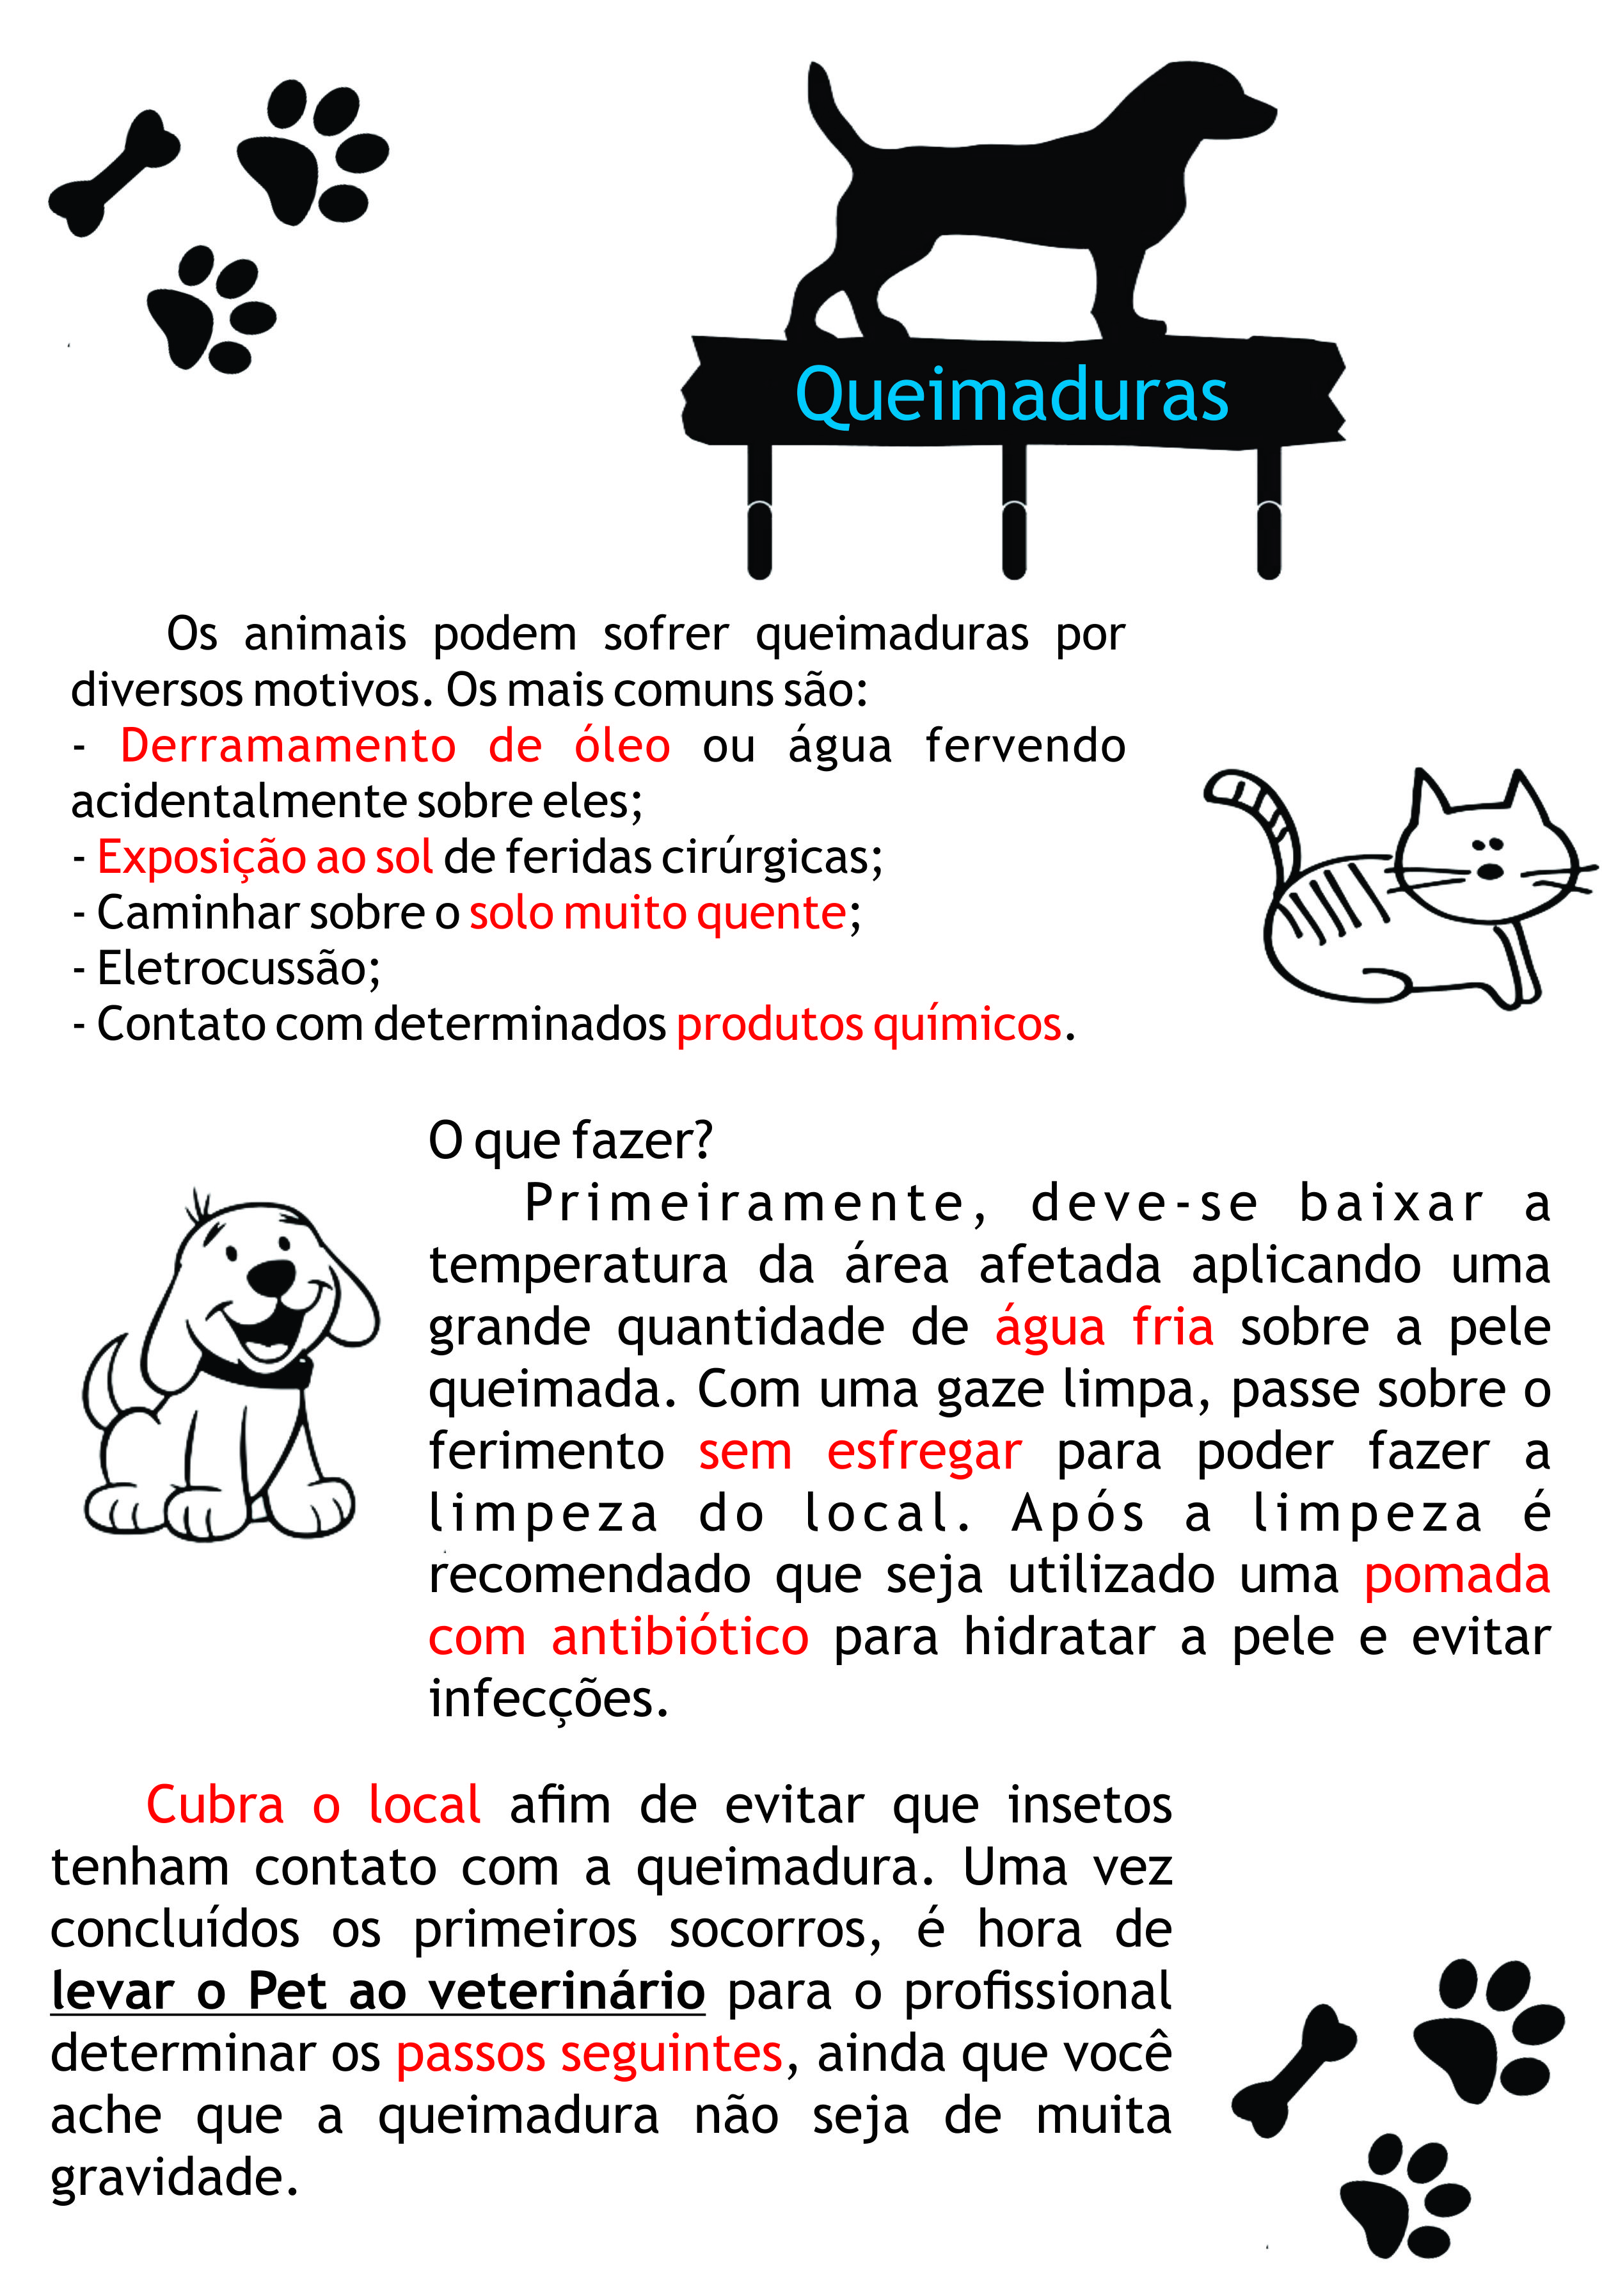 Queimaduras
Os animais podem sofrer queimaduras por
diversos motivos. Os mais comuns são:
- Derramamento de óleo ou água fervendo
acidentalmente sobre eles;
- Exposição ao sol de feridas cirúrgicas;
- Caminhar sobre o solo muito quente;
- Eletrocussão;
- Contato com determinados produtos químicos.
O que fazer?
Primeiramente, deve-se baixar a
temperatura da área afetada aplicando uma
grande quantidade de água fria sobre a pele
queimada. Com uma gaze limpa, passe sobre o
ferimento sem esfregar para poder fazer a
limpeza do local. Após a limpeza é
recomendado que seja utilizado uma pomada
com antibiótico para hidratar a pele e evitar
infecções.
Cubra o local afim de evitar que insetos
tenham contato com a queimadura. Uma vez
concluídos os primeiros socorros, é hora de
levar o Pet ao veterinário para o profissional
determinar os passos seguintes, ainda que você
ache que a queimadura não seja de muita
gravidade.